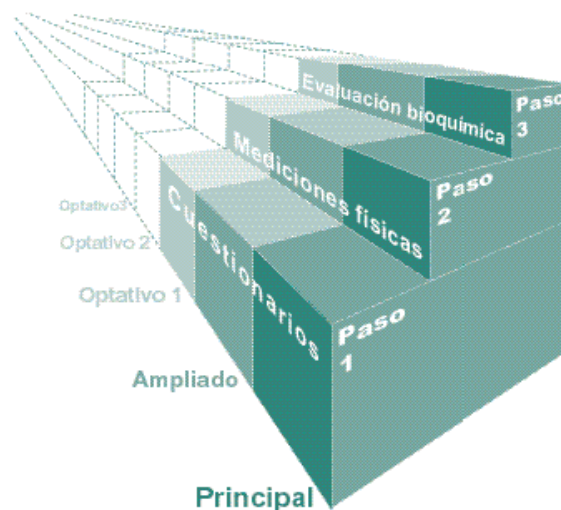 Evaluación bioquímica
Paso
3
Mediciones físicas
Paso
2
Cuestionarios
Paso
1
Optativo3
Optativo 2
Optativo 1
Ampliado
Principal